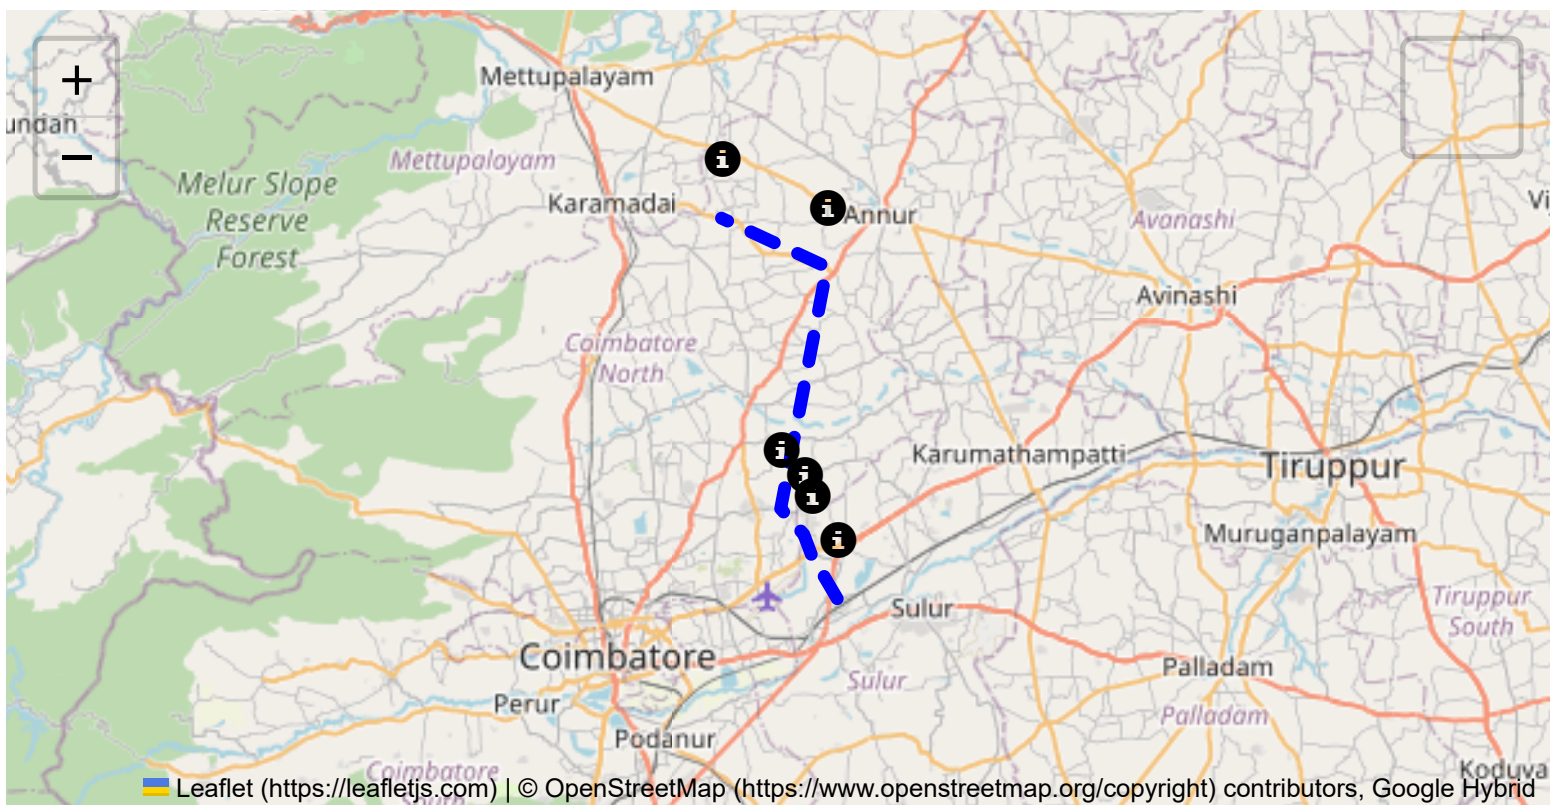 +
−
undan
Mettupalayam
Mettupalayam
Melur Slope
Reserve
Forest
Karamadai
Annur
Avanashi
Avinashi
Coimbatore
North
Karumathampatti
Tiruppur
Muruganpalayam
Sulur
Tiruppur
South
Coimbatore
Palladam
Sulur
Perur
Palladam
Podanur
Coimbatore
South
Koduva
Leaflet (https://leafletjs.com) | © OpenStreetMap (https://www.openstreetmap.org/copyright) contributors, Google Hybrid